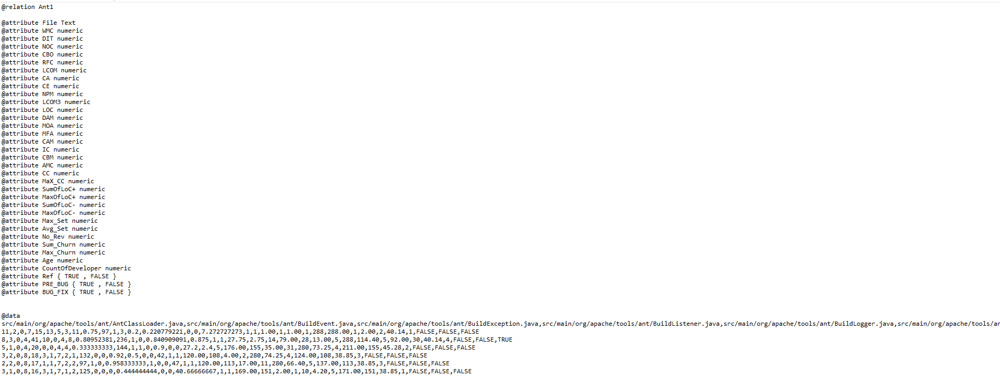 @relation Ant1
@attribute File Text
@attribute WMC numeric
@attribute DIT numeric
@attribute NOC numeric
@attribute CBO numeric
@attribute RFC numeric
@attribute LCOM numeric
@attribute CA numeric
@attribute CE numeric
@attribute NPM numeric
@attribute LCOM3 numeric
@attribute LOC numeric
@attribute DAM numeric
@attribute MOA numeric
@attribute MFA numeric
@attribute CAM numeric
@attribute IC numeric
@attribute CBM numeric
@attribute AMC numeric
@attribute CC numeric
@attribute MaX_CC numeric
@attribute SumOfLoC+ numeric
@attribute MaxOfLoC+ numeric
@attribute SumOfLoC- numeric
@attribute MaxOfLoC- numeric
@attribute Max_Set numeric
@attribute Avg_Set numeric
@attribute No_Rev numeric
@attribute Sum_Churn numeric
@attribute Max_Churn numeric
@attribute Age numeric
@attribute CountOfDeveloper numeric
@attribute Ref { TRUE , FALSE }
@attribute PRE_BUG { TRUE , FALSE }
@attribute BUG_FIX { TRUE , FALSE }
@data
src/main/org/apache/tools/ant/AntClassLoader.java,src/main/org/apache/tools/ant/BuildEvent.java,src/main/org/apache/tools/ant/BuildException.java,src/main/org/apache/tools/ant/BuildListener.java,src/main/org/apache/tools/ant/BuildLogger.java,src/main/org/apache/tools/an
11,2,0,7,15,13,5,3,11,0.75,97,1,3,0.2,0.220779221,0,0,7.272727273,1,1,1.00,1,1.00,1,288,288.00,1,2.00,2,40.14,1,FALSE,FALSE,FALSE
8,3,0,4,41,10,0,4,8,0.80952381,236,1,0,0.840909091,0.875,1,1,27.75,2.75,14,79.00,28,13.00,5,288,114.40,5,92.00,30,40.14,4,FALSE,FALSE,TRUE
5,1,0,4,20,0,0,4,4,0.333333333,144,1,1,0,0.9,0,0,27.2,2.4,5,176.00,155,35.00,31,280,73.25,4,211.00,155,45.28,2,FALSE,FALSE,FALSE
3,2,0,8,18,3,1,7,2,1,132,0,0,0.92,0.5,0,0,42,1,1,120.00,108,4.00,2,280,74.25,4,124.00,108,38.85,3,FALSE,FALSE,FALSE
2,2,0,8,17,1,1,7,2,2,97,1,0,0.958333333,1,0,0,47,1,1,120.00,113,17.00,11,280,66.40,5,137.00,113,38.85,3,FALSE,FALSE,FALSE
3,1,0,8,16,3,1,7,1,2,125,0,0,0,0.444444444,0,0,40.66666667,1,1,169.00,151,2.00,1,10,4.20,5,171.00,151,38.85,1,FALSE,FALSE,FALSE